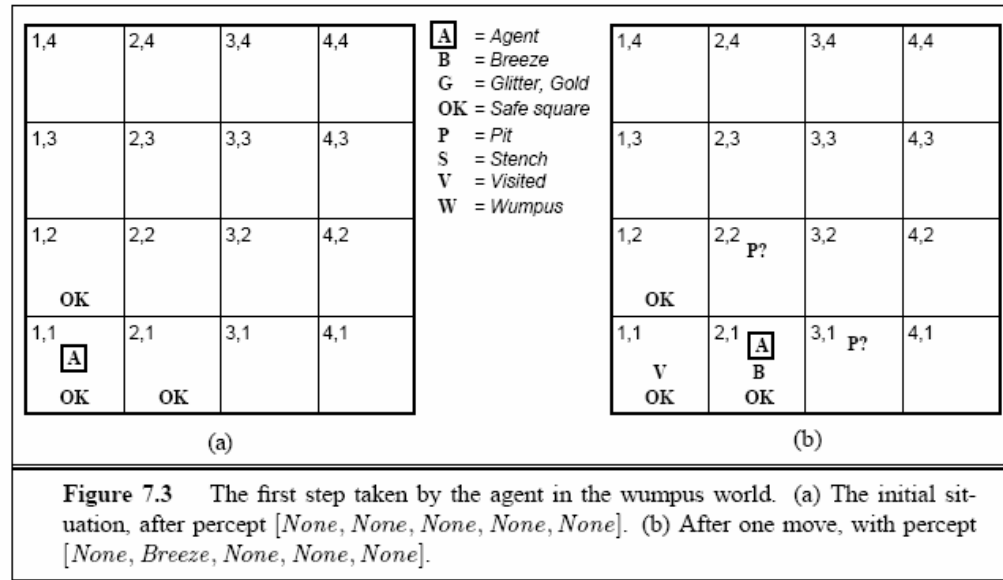 1,4 2,4 3,4 4,4
1,3 2,3 3,3 4,3
1,2 2,2 3,2 4,2
OK
1,1 2,1 3,1 4,1
A
OK OK
(a)
A = Agent
B = Breeze
G = Glitter, Gold
OK = Safe square
P = Pit
S = Stench
V = Visited
W = Wumpus
1,4 2,4 3,4 4,4
1,3 2,3 3,3 4,3
1,2 2,2 3,2 4,2
P?
OK
1,1 2,1 3,1 4,1
A P?
V B
OK OK
(b)
Figure 7.3 The first step taken by the agent in the wumpus world. (a) The initial sit-
uation, after percept [None, None, None, None, None]. (b) After one move, with percept
[None, Breeze, None, None, None].